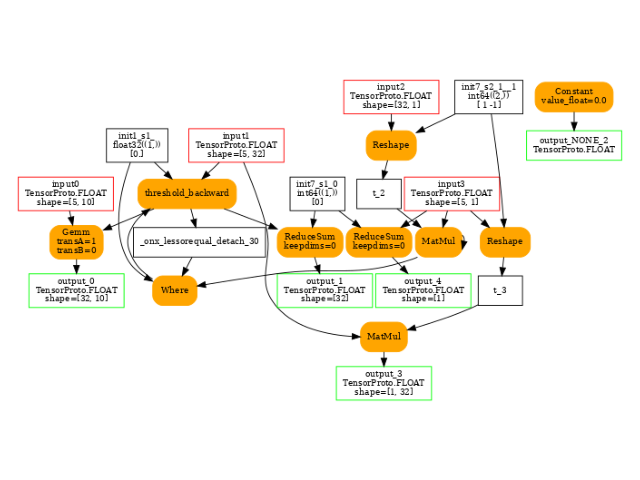 input2
TensorProto.FLOAT
shape=[32, 1]
init7_s2_1__1
int64((2,))
[ 1 -1]
Constant
value_float=0.0
output_NONE_2
TensorProto.FLOAT
init1_s1_
float32((1,))
[0.]
input1
TensorProto.FLOAT
shape=[5, 32]
Reshape
input0
TensorProto.FLOAT
shape=[5, 10]
threshold_backward
init7_s1_0
int64((1,))
[0]
t_2
input3
TensorProto.FLOAT
shape=[5, 1]
Gemm
transA=1
transB=0
_onx_lessorequal_detach_30
ReduceSum
keepdims=0
ReduceSum
keepdims=0
MatMul
Reshape
output_0
TensorProto.FLOAT
shape=[32, 10]
Where
output_1
TensorProto.FLOAT
shape=[32]
output_4
TensorProto.FLOAT
shape=[1]
t_3
MatMul
output_3
TensorProto.FLOAT
shape=[1, 32]